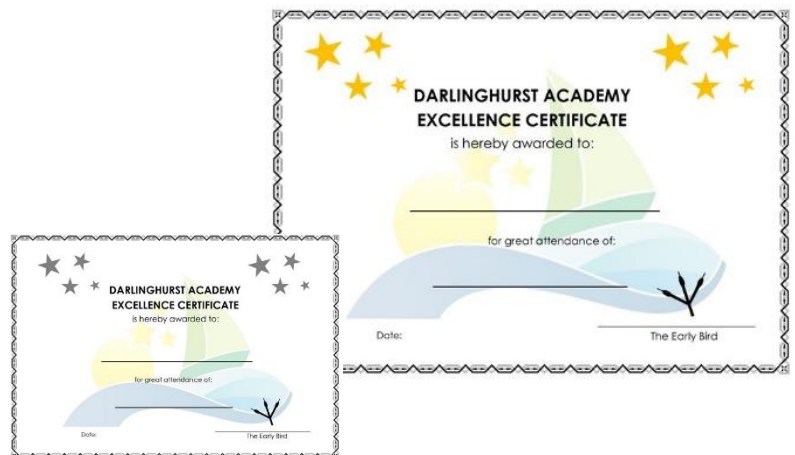 DARLINGHURST ACADEMY
EXCELLENCE CERTIFICATE
is hereby awarded to:
for great attendance of:
Date:
The Early Bird
DARLINGHURST ACADEMY
EXCELLENCE CERTIFICATE
is hereby awarded to:
for great attendance of:
Date:
The Early Bird